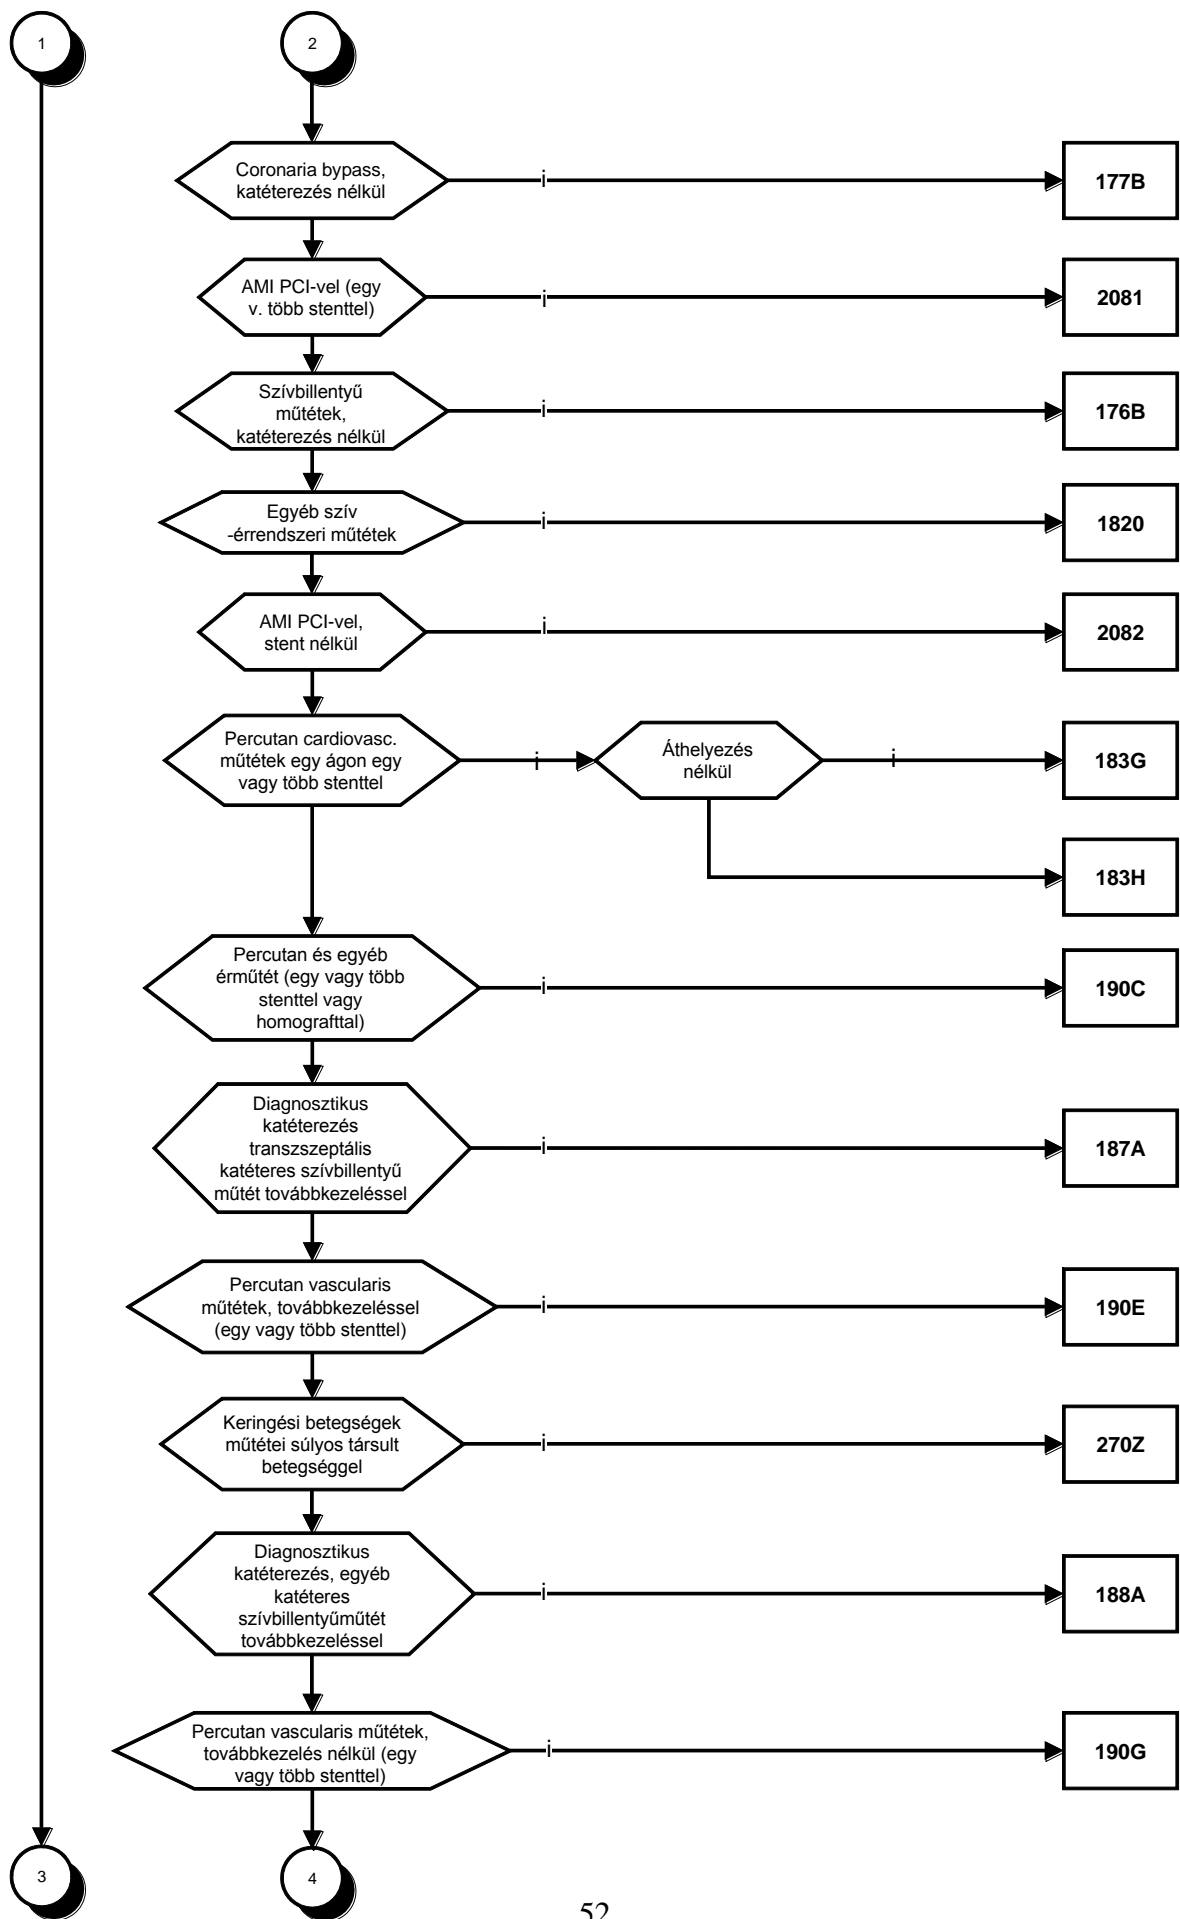 1
2
Coronaria bypass,
katéterezés nélkül
i
177B
AMI PCI-vel (egy
v. több stenttel)
i
2081
Szívbillentyű
műtétek,
katéterezés nélkül
i
176B
Egyéb szív
-érrendszeri műtétek
i
1820
AMI PCI-vel,
stent nélkül
i
2082
Percutan cardiovasc.
műtétek egy ágon egy
vagy több stenttel
i
Áthelyezés
nélkül
i
183G
183H
Percutan és egyéb
érműtét (egy vagy több
stenttel vagy
homografttal)
i
190C
Diagnosztikus
katéterezés
transzszeptális
katéteres szívbillentyű
műtét továbbkezeléssel
i
187A
Percutan vascularis
műtétek, továbbkezeléssel
(egy vagy több stenttel)
i
190E
Keringési betegségek
műtétei súlyos társult
betegséggel
i
270Z
Diagnosztikus
katéterezés, egyéb
katéteres
szívbillentyűműtét
továbbkezeléssel
i
188A
Percutan vascularis műtétek,
továbbkezelés nélkül (egy
vagy több stenttel)
i
190G
3
4
52